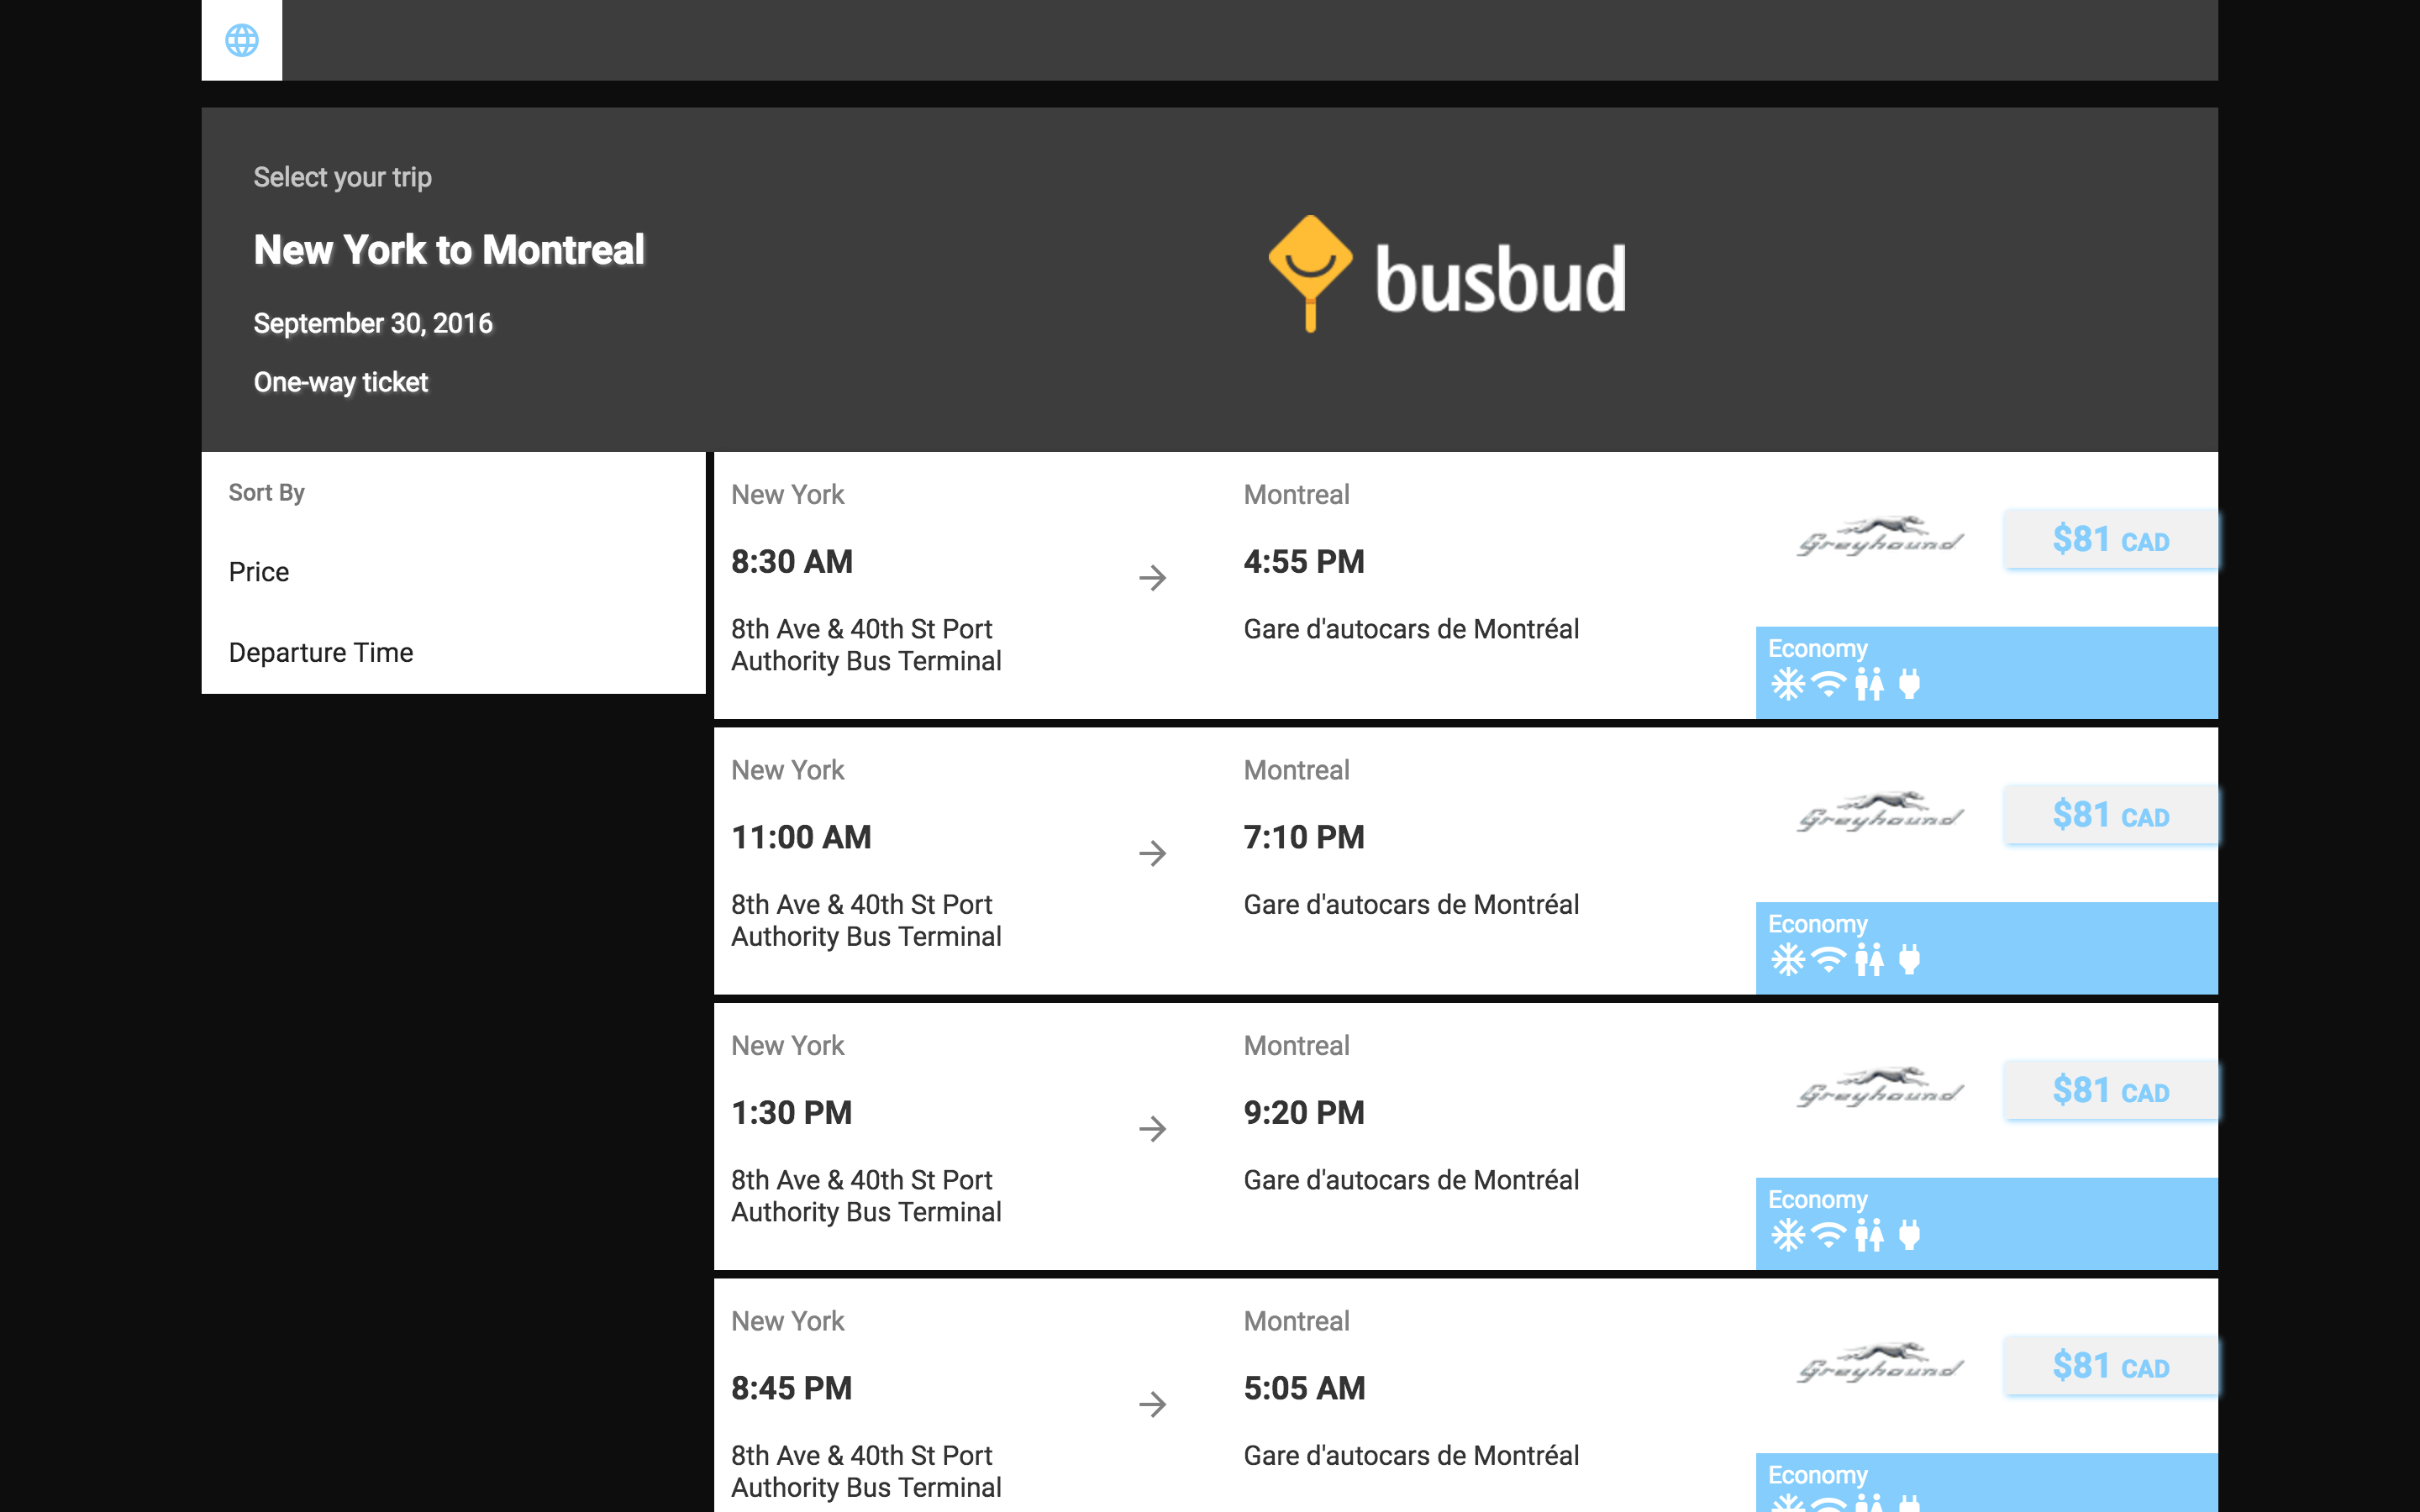 Select your trip
New York to Montreal
September 30, 2016
One-way ticket
busbud
Sort By
Price
Departure Time
New York
8:30 AM
8th Ave & 40th St Port
Authority Bus Terminal
Montreal
4:55 PM
Gare d'autocars de Montréal
Greyhound
$81 CAD
Economy
New York
11:00 AM
8th Ave & 40th St Port
Authority Bus Terminal
Montreal
7:10 PM
Gare d'autocars de Montréal
Greyhound
$81 CAD
Economy
New York
1:30 PM
8th Ave & 40th St Port
Authority Bus Terminal
Montreal
9:20 PM
Gare d'autocars de Montréal
Greyhound
$81 CAD
Economy
New York
8:45 PM
8th Ave & 40th St Port
Authority Bus Terminal
Montreal
5:05 AM
Gare d'autocars de Montréal
Greyhound
$81 CAD
Economy